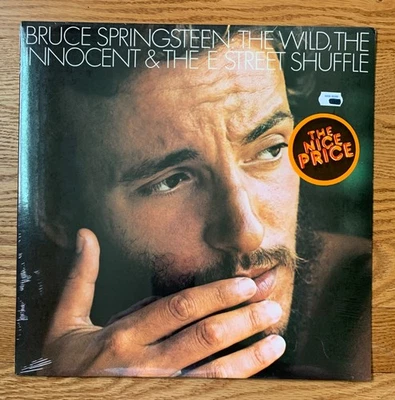 BRUCE SPRINGSTEEN: THE WILD, THE
INNOCENT & THE E STREET SHUFFLE
THE
NICE
PRICE